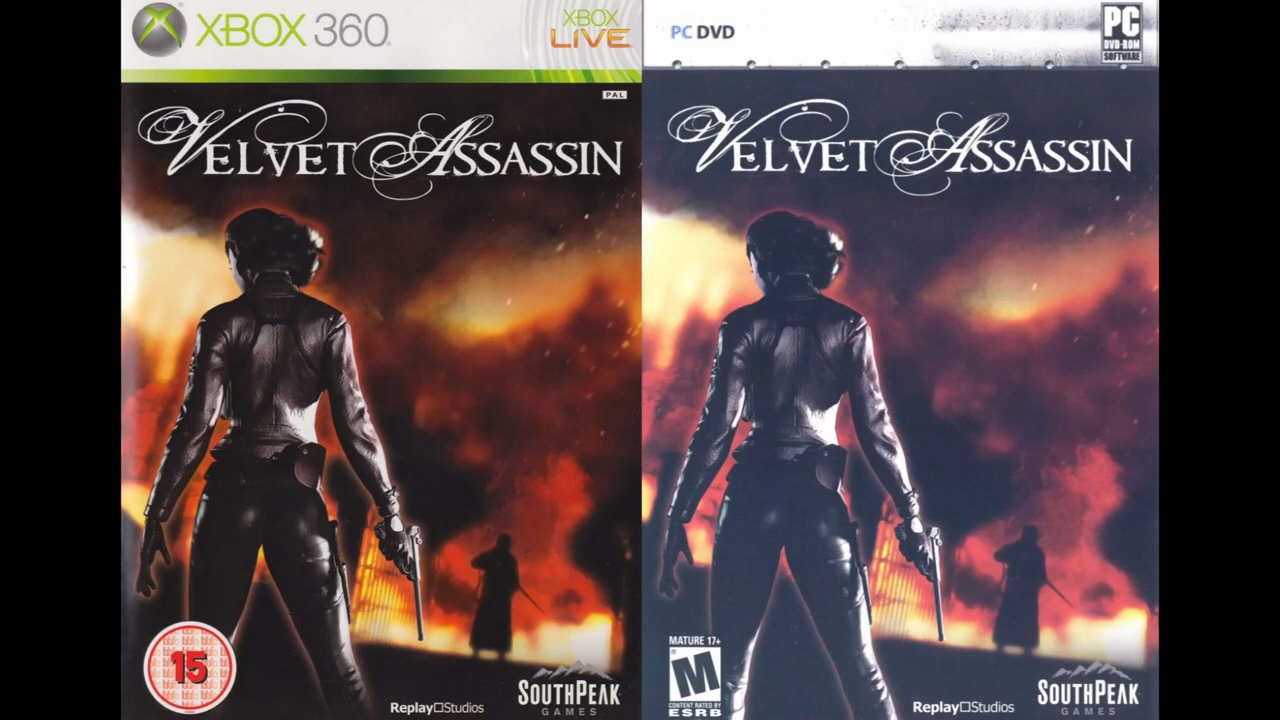 XBOX 360.
XBOX
LIVE
PAL
VELVET ASSASSIN
15
Replay Studios
SOUTHPEAK
GAMES
PC DVD
PC
DVD-ROM
SOFTWARE
VELVET ASSASSIN
MATURE 17+
M
CONTENT RATED BY
ESRB
Replay Studios
SOUTHPEAK
GAMES